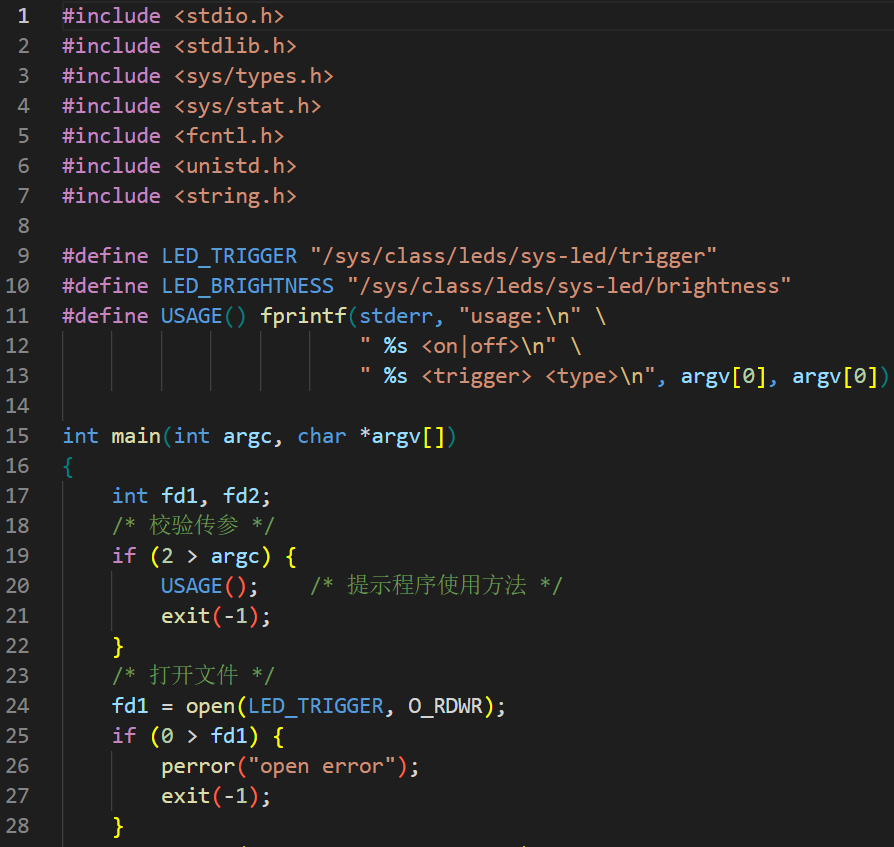 1 #include <stdio.h>
2 #include <stdlib.h>
3 #include <sys/types.h>
4 #include <sys/stat.h>
5 #include <fcntl.h>
6 #include <unistd.h>
7 #include <string.h>
8
9 #define LED_TRIGGER "/sys/class/leds/sys-led/trigger"
10 #define LED_BRIGHTNESS "/sys/class/leds/sys-led/brightness"
11 #define USAGE() fprintf(stderr, "usage:\n" \
12                         " %s <on|off>\n" \
13                         " %s <trigger> <type>\n", argv[0], argv[0])
14
15 int main(int argc, char *argv[])
16 {
17     int fd1, fd2;
18     /* 校验传参 */
19     if (2 > argc) {
20         USAGE();    /* 提示程序使用方法 */
21         exit(-1);
22     }
23     /* 打开文件 */
24     fd1 = open(LED_TRIGGER, O_RDWR);
25     if (0 > fd1) {
26         perror("open error");
27         exit(-1);
28     }